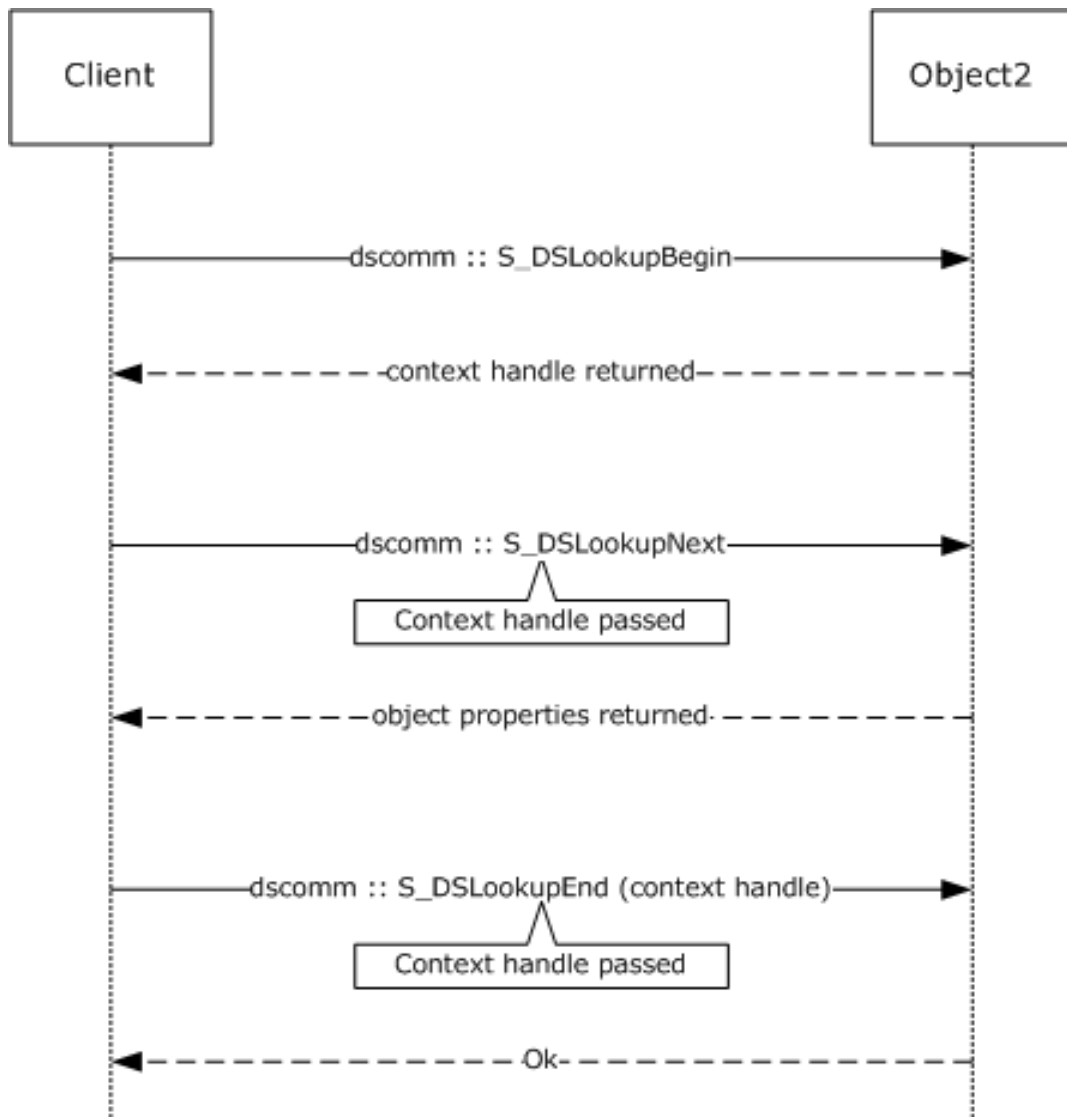 Client
Object2
dscomm :: S_DSLookupBegin
context handle returned
dscomm :: S_DSLookupNext
Context handle passed
object properties returned
dscomm :: S_DSLookupEnd (context handle)
Context handle passed
Ok